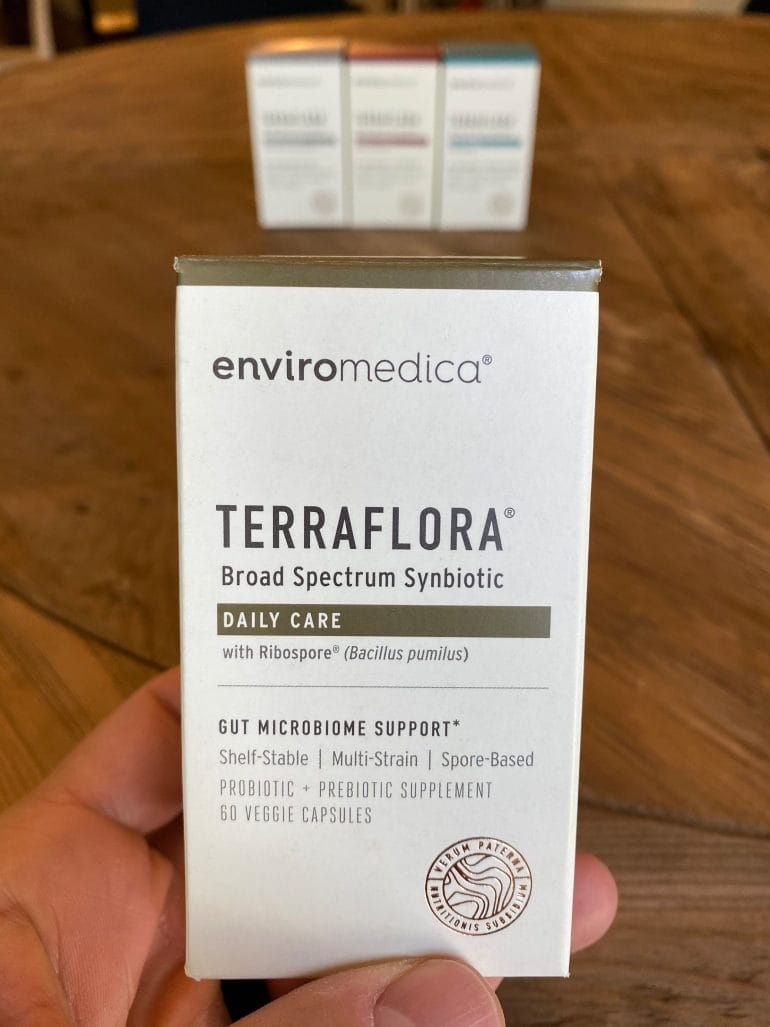 enviromedica®
TERRAFLORA®
Broad Spectrum Synbiotic
DAILY CARE
with Ribospore® (Bacillus pumilus)
GUT MICROBIOME SUPPORT*
Shelf-Stable | Multi-Strain | Spore-Based
PROBIOTIC + PREBIOTIC SUPPLEMENT
60 VEGGIE CAPSULES
VERUM PATERNA
NUTRITIONIS SUBSIDIUM